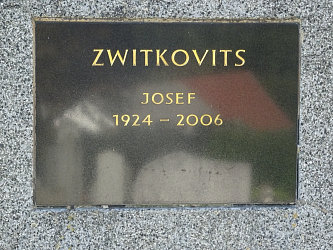 ZWITKOVITS
JOSEF
1924 – 2006